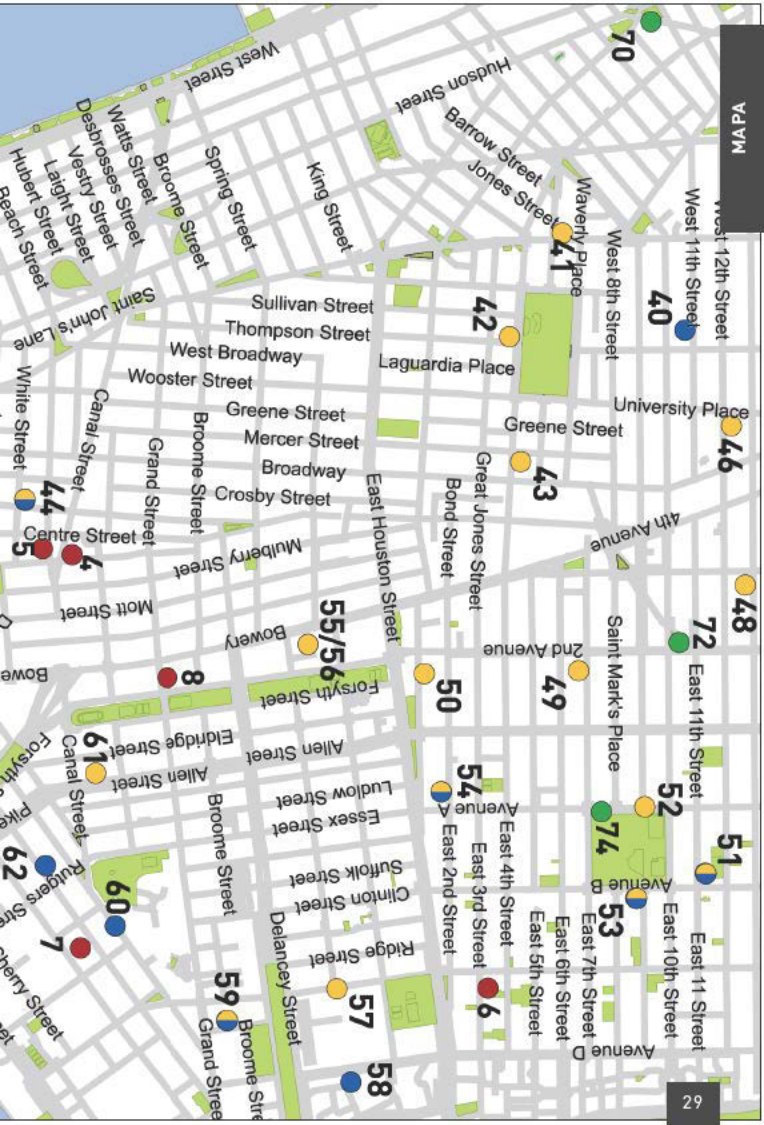 MAPA
70
West Street
Hudson Street
Barrow Street
Jones Street
Watts Street
Desbrosses Street
Vestry Street
Laight Street
Hubert Street
Beach Street
Broome Street
Spring Street
King Street
Waverly Place
41
West 8th Street
West 11th Street
West 12th Street
40
Saint John's Lane
Sullivan Street
Thompson Street
West Broadway
Wooster Street
42
Laguardia Place
White Street
Canal Street
Grand Street
Broome Street
Greene Street
Mercer Street
Broadway
Crosby Street
University Place
46
Greene Street
43
Great Jones Street
Bond Street
East Houston Street
4th Avenue
44
Centre Street
5
4
Mulberry Street
Mott Street
Bowery
55/56
48
72
2nd Avenue
49
Saint Mark's Place
East 11th Street
50
8
Bowe
Forsyth Street
Eldridge Street
Allen Street
Allen Street
61
Canal Street
Forsyth
Pike
Ludlow Street
Essex Street
54
Avenue A
52
74
51
Suffolk Street
Clinton Street
Ridge Street
Broome Street
Delancey Street
62
Rutgers Stre
60
7
Cherry Street
eet
East 2nd Street
East 3rd Street
East 4th Street
East 5th Street
East 6th Street
East 7th Street
Avenue B
53
East 10th Street
East 11 Street
6
57
59
Grand Stree
Broome Stre
58
Avenue D
29